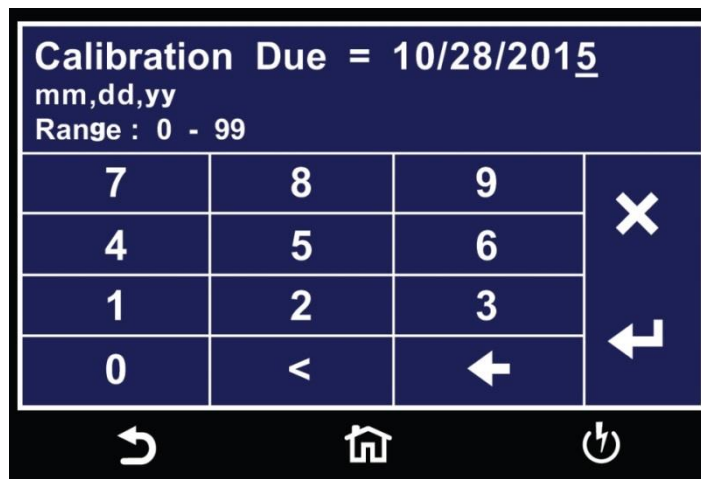 Calibration Due = 10/28/2015
mm,dd,yy
Range : 0 - 99
7 8 9
4 5 6
1 2 3
0 <